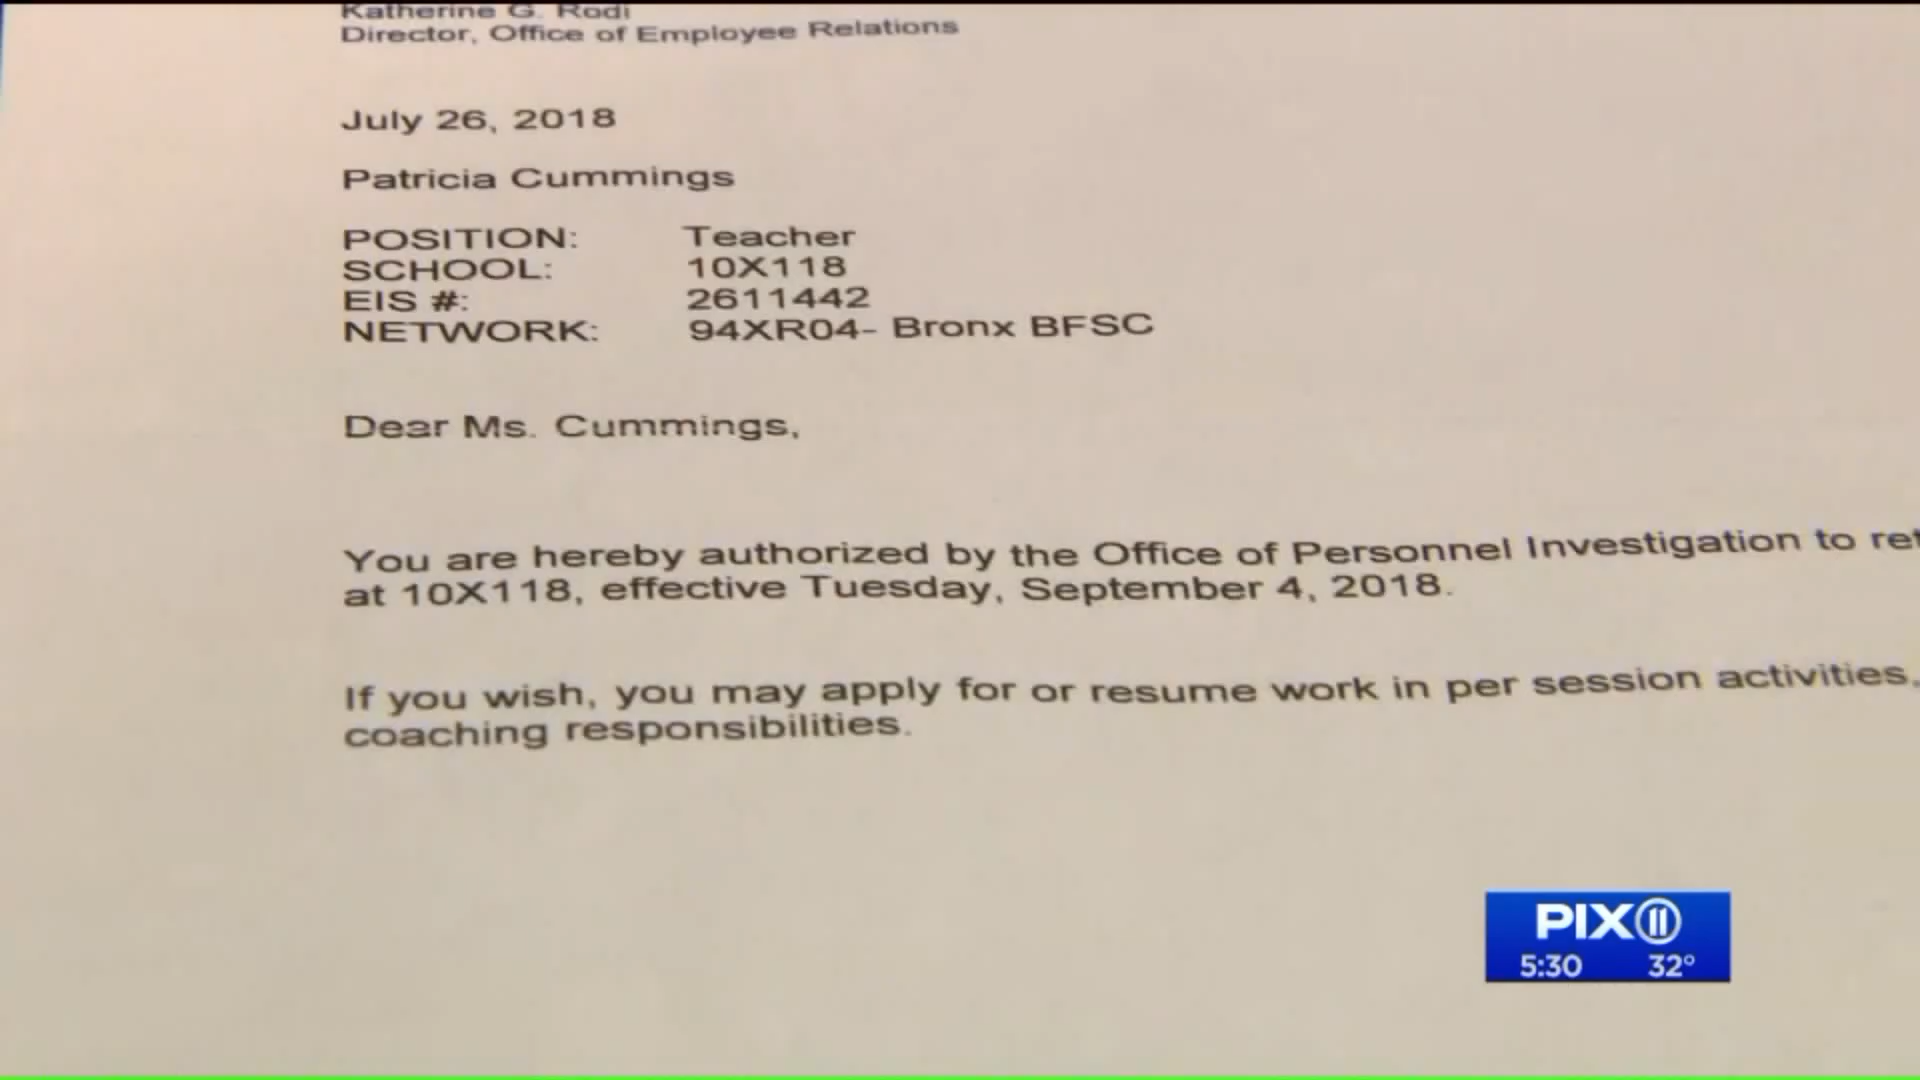 Katherine G. Rodi
Director, Office of Employee Relations
July 26, 2018
Patricia Cummings
POSITION: Teacher
SCHOOL: 10X118
EIS #: 2611442
NETWORK: 94XR04- Bronx BFSC
Dear Ms. Cummings,
You are hereby authorized by the Office of Personnel Investigation to
at 10X118, effective Tuesday, September 4, 2018.
If you wish, you may apply for or resume work in per session activities,
coaching responsibilities.
PIX11
5:30 32°